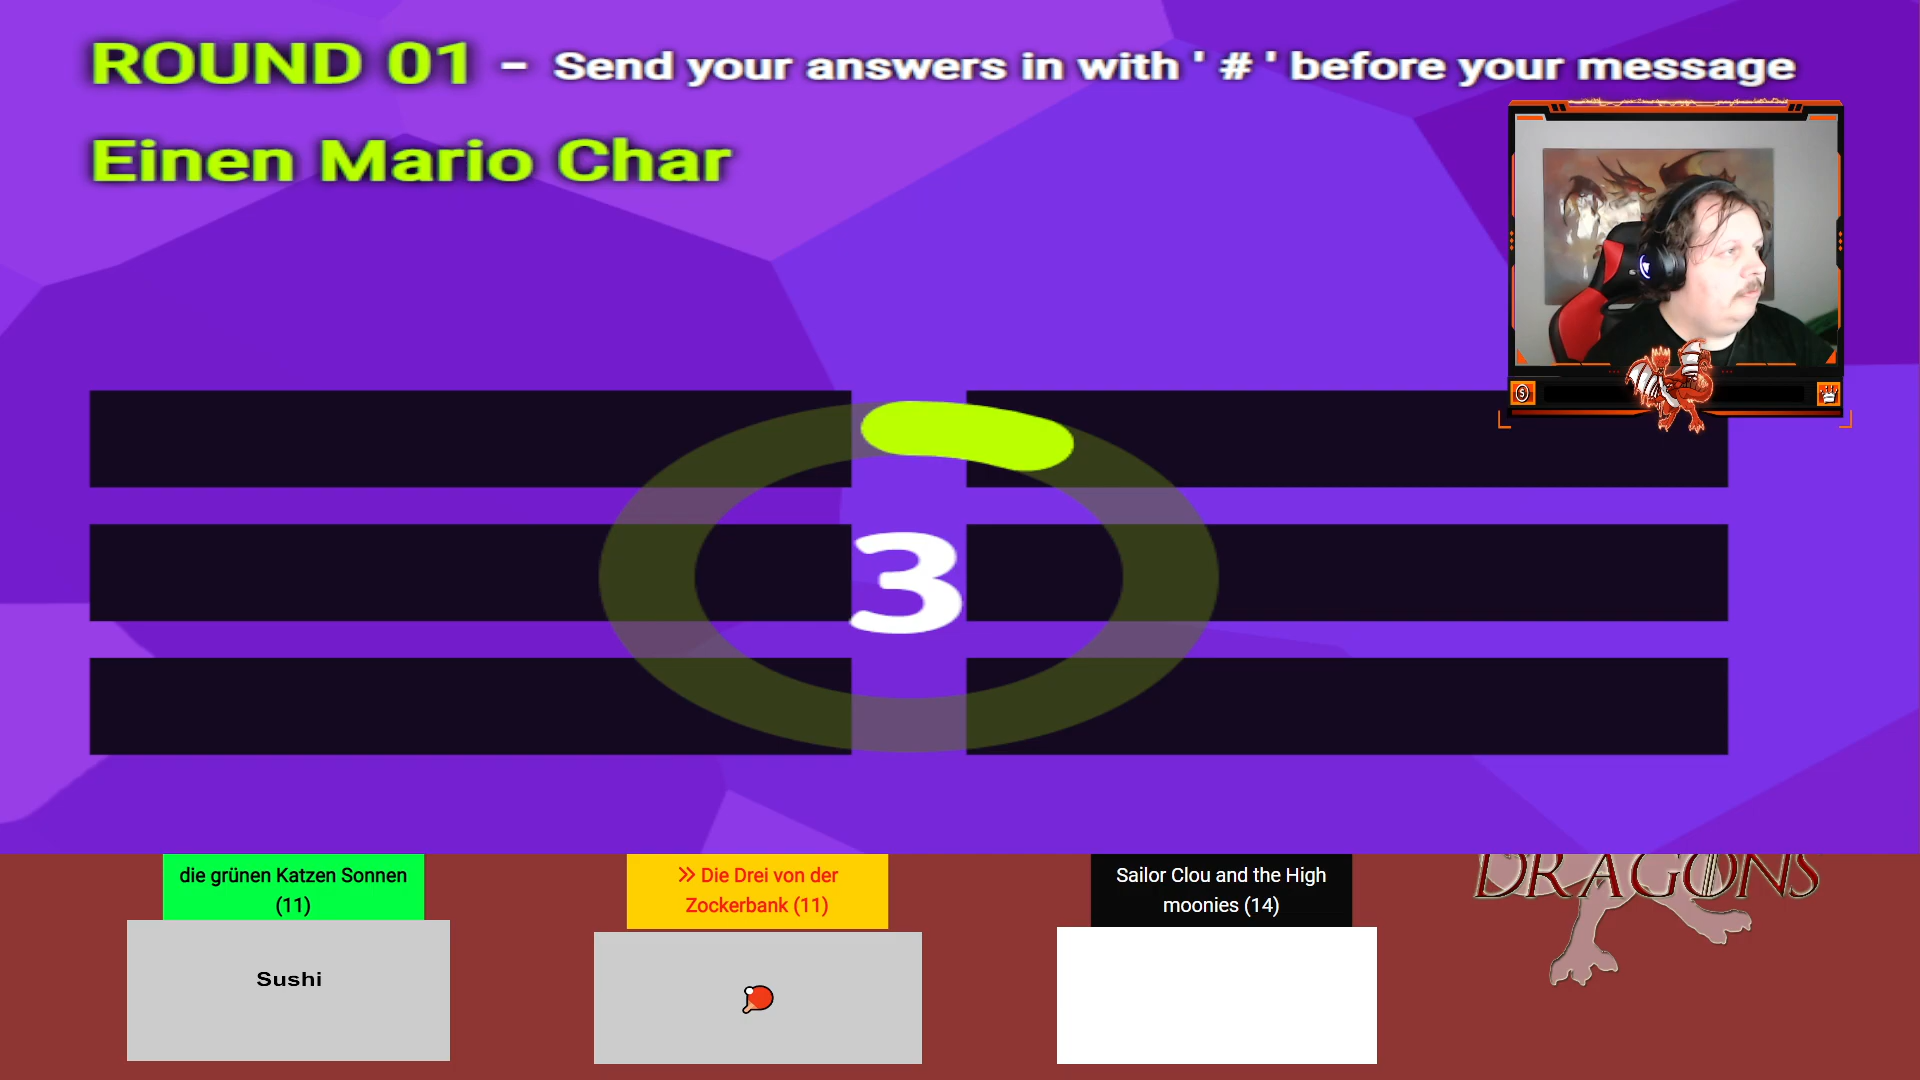 ROUND 01 - Send your answers in with ' # ' before your message
Einen Mario Char
3
die grünen Katzen Sonnen
(11)
Sushi
>> Die Drei von der
Zockerbank (11)
Sailor Clou and the High
moonies (14)
DRAGONS
S